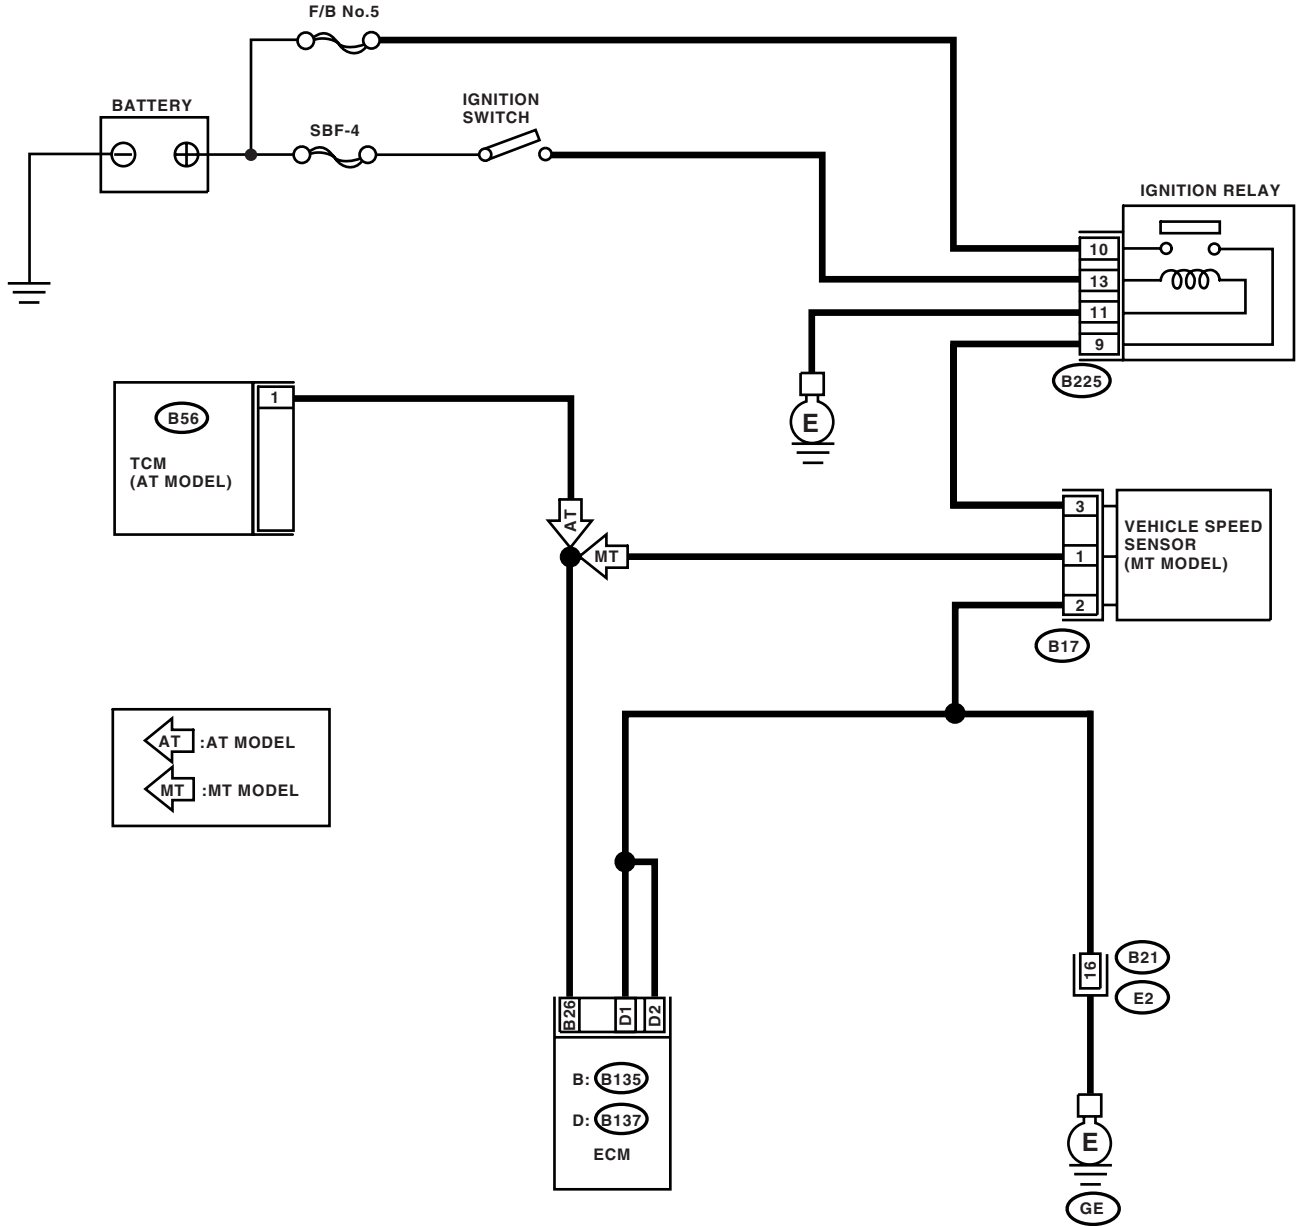 F/B No.5
BATTERY
SBF-4
IGNITION
SWITCH
IGNITION RELAY
10
13
11
9
B225
E
B56
1
TCM
(AT MODEL)
AT
MT
3
1
2
VEHICLE SPEED
SENSOR
(MT MODEL)
B17
AT :AT MODEL
MT :MT MODEL
16
B21
E2
B26
D1
D2
B: B135
D: B137
ECM
E
GE